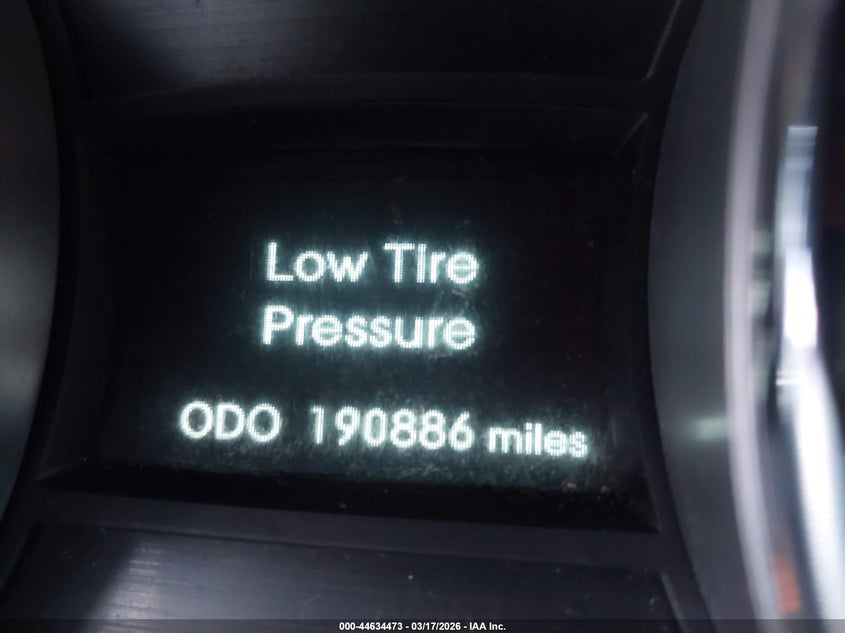 Low Tire
Pressure
ODO 190886 miles
000-44634473 - 03/17/2026 - IAA Inc.